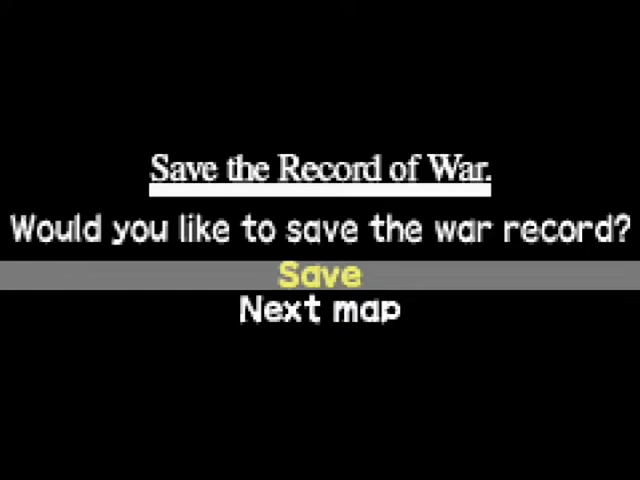 Save the Record of War.
Would you like to save the war record?
Save
Next map